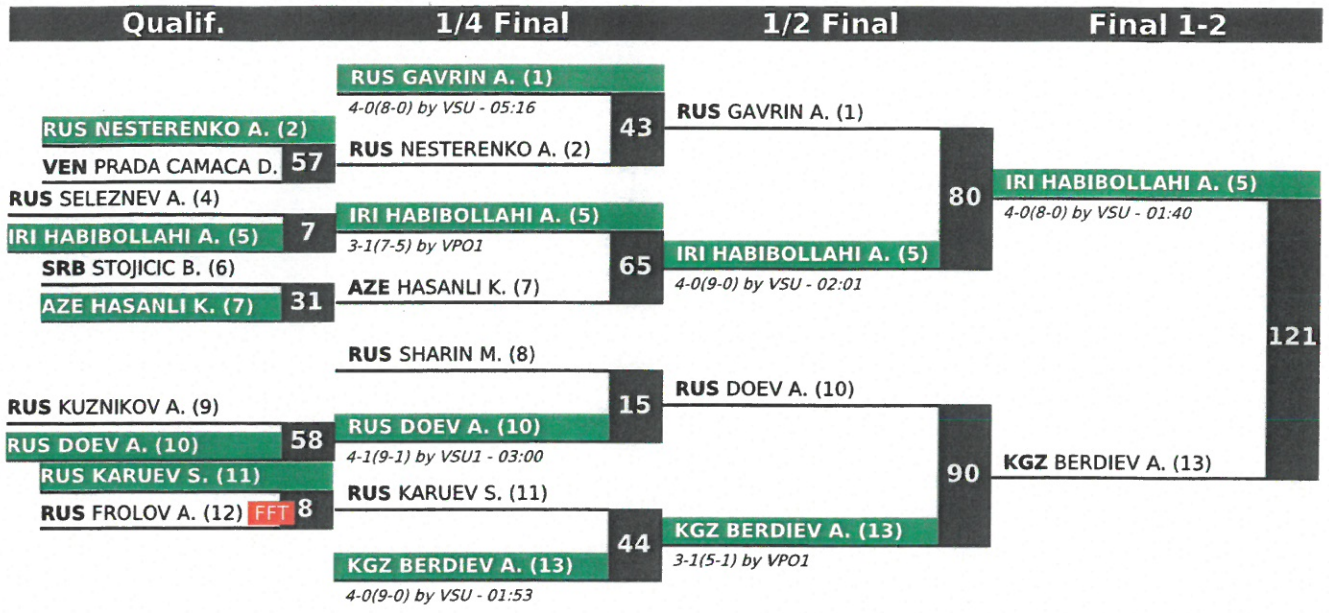 Qualif.
1/4 Final
1/2 Final
Final 1-2
RUS NESTERENKO A. (2)
VEN PRADA CAMACA D.
57
RUS SELEZNEV A. (4)
IRI HABIBOLLAHI A. (5)
7
SRB STOJICIC B. (6)
AZE HASANLI K. (7)
31
RUS KUZNIKOV A. (9)
RUS DOEV A. (10)
58
RUS KARUEV S. (11)
RUS FROLOV A. (12) FFT
8
RUS GAVRIN A. (1)
4-0(8-0) by VSU - 05:16
RUS NESTERENKO A. (2)
43
IRI HABIBOLLAHI A. (5)
3-1(7-5) by VPO1
AZE HASANLI K. (7)
65
RUS SHARIN M. (8)
15
RUS DOEV A. (10)
4-1(9-1) by VSU1 - 03:00
RUS KARUEV S. (11)
44
KGZ BERDIEV A. (13)
4-0(9-0) by VSU - 01:53
RUS GAVRIN A. (1)
80
IRI HABIBOLLAHI A. (5)
4-0(9-0) by VSU - 02:01
RUS DOEV A. (10)
90
KGZ BERDIEV A. (13)
3-1(5-1) by VPO1
IRI HABIBOLLAHI A. (5)
4-0(8-0) by VSU - 01:40
121
KGZ BERDIEV A. (13)